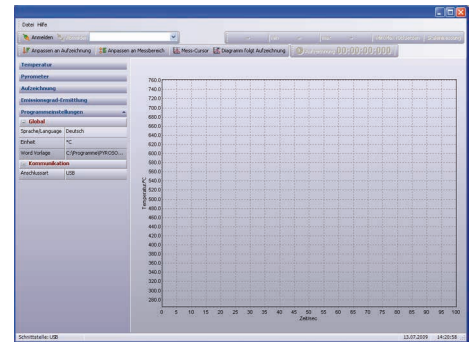 Datei Hilfe
Anmelden
Anpassen an Aufzeichnung Anpassen an Messbereich Mess-Cursor Diagramm folgt Aufzeichnung 00:00:00:000
Temperatur
Pyrometer
Aufzeichnung
Emissionsgrad-Ermittlung
Programmeinstellungen
Global
Sprache/Language Deutsch
Einheit °C
Word Vorlage C:\Programme\PYROSO...
Kommunikation
Anschlussart USB
Temperatur/°C
760.0
740.0
720.0
700.0
680.0
660.0
640.0
620.0
600.0
580.0
560.0
540.0
520.0
500.0
480.0
460.0
440.0
420.0
400.0
380.0
360.0
340.0
320.0
300.0
280.0
0 5 10 15 20 25 30 35 40 45 50 55 60 65 70 75 80 85 90 95 100
Zeit/sec
Schnittstelle: USB 13.07.2009 14:20:58